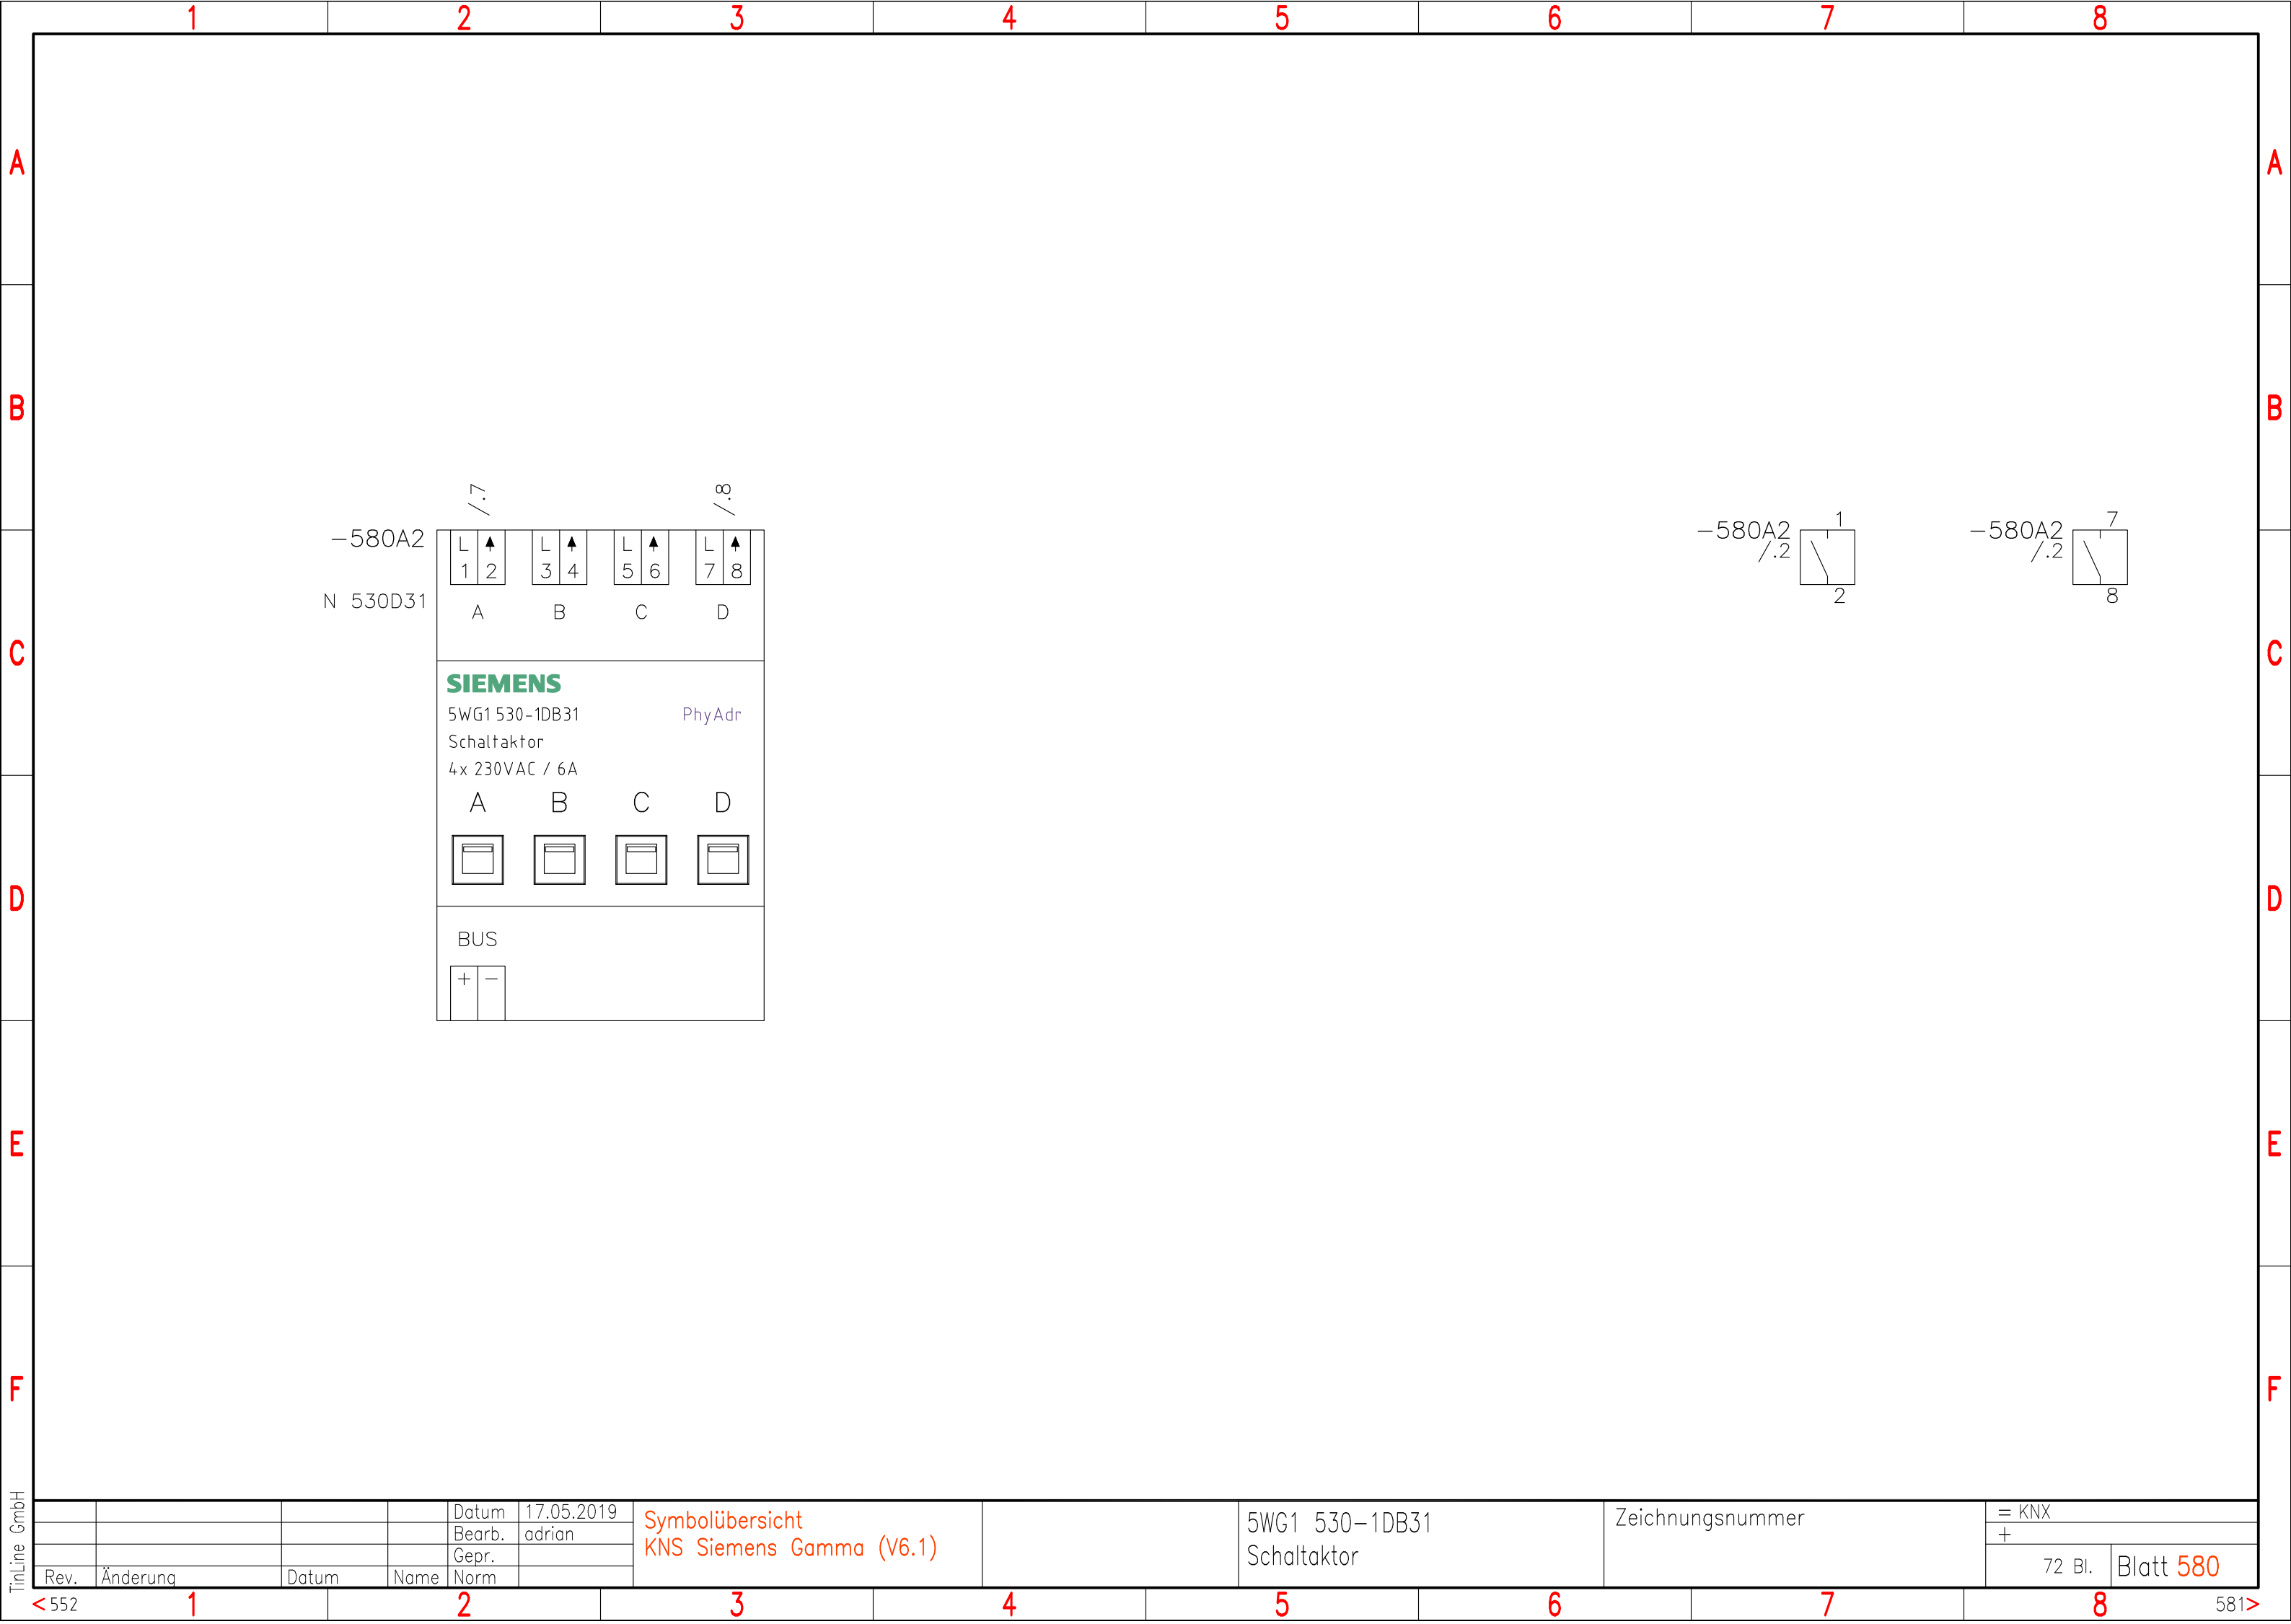 1 2 3 4 5 6 7 8
A A
B B
/.7 /.8
-580A2
L L L L
1 2 3 4 5 6 7 8
N 530D31
A B C D
-580A2
/.2
1
2
-580A2
/.2
7
8
C C
SIEMENS
5WG1 530-1DB31 PhyAdr
Schaltaktor
4x 230VAC / 6A
A B C D
D D
BUS
+ -
E E
F F
TinLine GmbH
Rev. Änderung Datum Name
Datum 17.05.2019
Bearb. adrian
Gepr.
Norm
Symbolübersicht
KNS Siemens Gamma (V6.1)
5WG1 530-1DB31
Schaltaktor
Zeichnungsnummer
= KNX
+
72 Bl. Blatt 580
< 552 1 2 3 4 5 6 7 8 581>